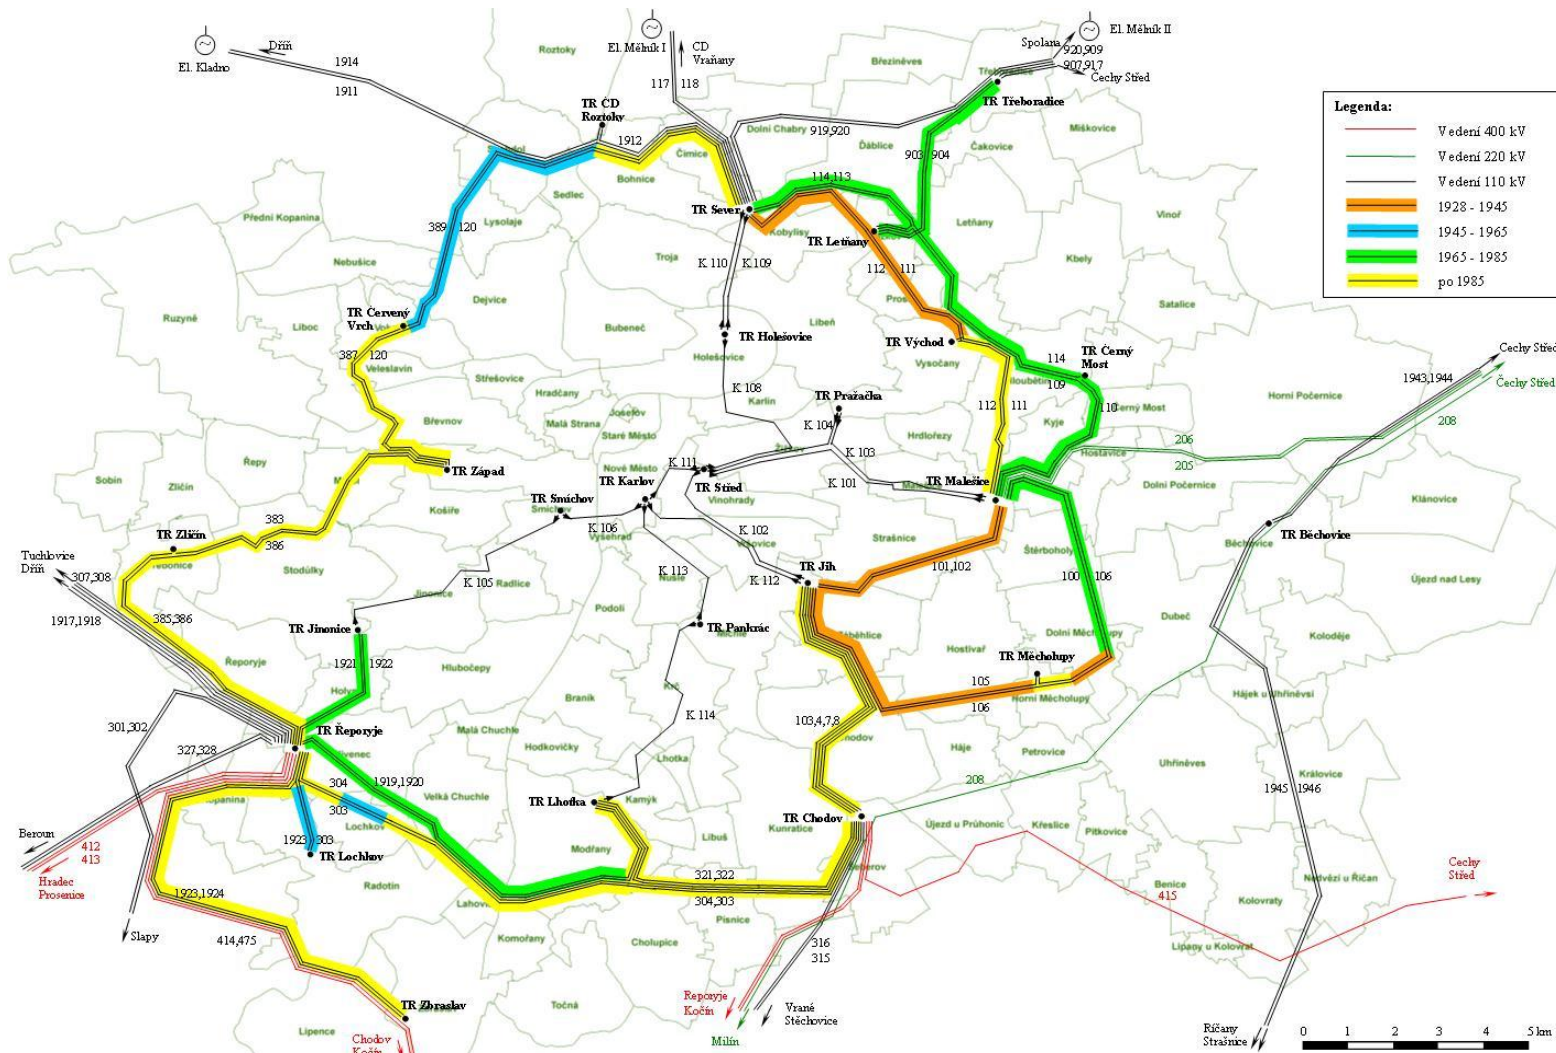 Dříň
El. Kladno
1914
1911
Roztoky
El. Mělník I
CD
Vraňany
117
118
TR ČD
Roztoky
1912
Bohnice
Čimice
Sedlec
Lysolaje
Přední Kopanina
Nebušice
389
120
Dejvice
Troja
Březiněves
Spolana
El. Mělník II
920,909
907,917
Čechy Střed
Třeboradice
TR Třeboradice
Dolní Chabry
919,920
Ďáblice
Čakovice
Miškovice
903
904
114,113
TR Sever
Kobylisy
TR Letňany
Letňany
Vinoř
Kbely
Satalice
K 110
K 109
112
111
Legenda:
Vedení 400 kV
Vedení 220 kV
Vedení 110 kV
1928 - 1945
1945 - 1965
1965 - 1985
po 1985
Ruzyně
Liboc
TR Červený
Vrch
387
120
Veleslavín
Bubeneč
Libeň
TR Holešovice
Holešovice
TR Východ
Vysočany
TR Černý
Most
114
109
110
Černý Most
Horní Počernice
1943,1944
Čechy Střed
208
Střešovice
Hradčany
Břevnov
Malá Strana
Josefov
Staré Město
Nové Město
K 108
Karlín
TR Pražačka
K 104
K 103
K 101
Hrdlořezy
Kyje
112
111
Hostavice
206
205
Dolní Počernice
Klánovice
Řepy
Sobín
Zličín
TR Západ
Košíře
TR Smíchov
Smíchov
TR Karlov
K 111
TR Střed
Vinohrady
TR Malešice
K 106
Vyšehrad
K 102
K 112
Strašnice
Štěrboholy
Běchovice
TR Běchovice
Újezd nad Lesy
383
386
TR Zličín
Stodůlky
Tuchlovice
Dříň
307,308
1917,1918
385,386
K 105
Jinonice
Radlice
K 113
Nusle
Podolí
TR Jih
101,102
100
106
Dubeč
Koloděje
TR Jinonice
TR Pankrác
Michle
Hostivař
Dolní Měcholupy
TR Měcholupy
Horní Měcholupy
105
106
Hájek u Uhříněvsi
Řeporyje
1921
1922
Hlubočepy
Braník
Krč
K 114
103,4,7,8
301,302
327,328
TR Řeporyje
Malá Chuchle
Hodkovičky
Lhotka
Háje
Petrovice
208
Uhříněves
Královice
1945
1946
304
303
1919,1920
Velká Chuchle
TR Lhotka
Kamýk
Libuš
Kunratice
TR Chodov
Újezd u Průhonic
Křeslice
Pitkovice
Beroun
412
413
Hradec
Prosenice
1923
303
Lochkov
TR Lochkov
Radotín
Modřany
321,322
304,303
Písnice
Benice
415
Kolovraty
Nedvězí u Říčan
1923,1924
Slapy
414,475
Komořany
Cholupice
316
315
Lipany u Kolovrat
TR Zbraslav
Lipence
Točná
Chodov
Kočín
Milín
Vrané
Štěchovice
Strašnice
0 1 2 3 4 5 km